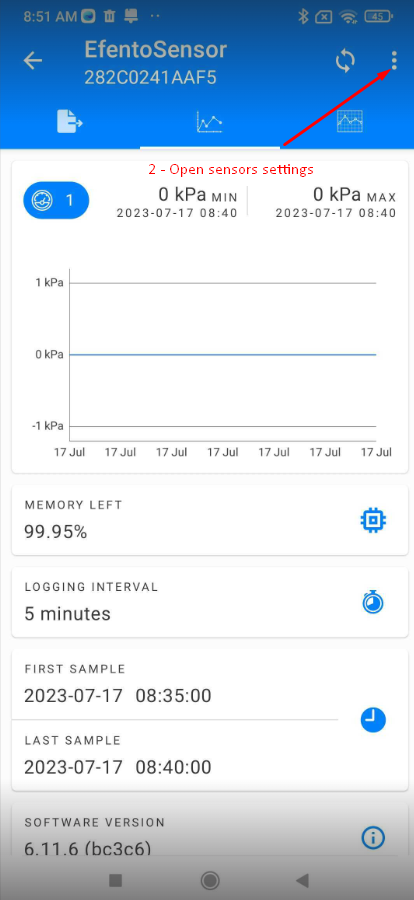 8:51 AM
45
EfentoSensor
282C0241AAF5
2 - Open sensors settings
1
0 kPa MIN
2023-07-17 08:40
0 kPa MAX
2023-07-17 08:40
1 kPa
0 kPa
-1 kPa
17 Jul 17 Jul 17 Jul 17 Jul 17 Jul 17 Jul 17 Jul
MEMORY LEFT
99.95%
LOGGING INTERVAL
5 minutes
FIRST SAMPLE
2023-07-17 08:35:00
LAST SAMPLE
2023-07-17 08:40:00
SOFTWARE VERSION
6.11.6 (bc3c6)